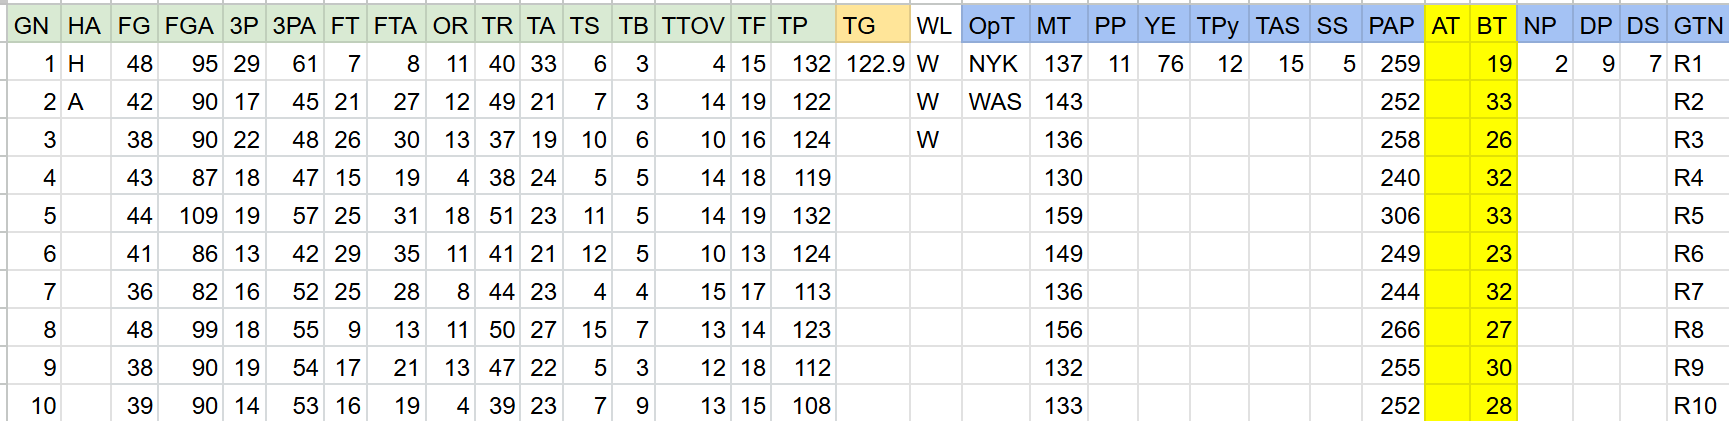 GN HA FG FGA 3P 3PA FT FTA OR TR TA TS TB TTOV TF TP TG WL OpT MT PP YE TPy TAS SS PAP AT BT NP DP DS GTN
1 H 48 95 29 61 7 8 11 40 33 6 3 4 15 132 122.9 W NYK 137 11 76 12 15 5 259 19 2 9 7 R1
2 A 42 90 17 45 21 27 12 49 21 7 3 14 19 122 W WAS 143 252 33 R2
3 38 90 22 48 26 30 13 37 19 10 6 10 16 124 W 136 258 26 R3
4 43 87 18 47 15 19 4 38 24 5 5 14 18 119 130 240 32 R4
5 44 109 19 57 25 31 18 51 23 11 5 14 19 132 159 306 33 R5
6 41 86 13 42 29 35 11 41 21 12 5 10 13 124 149 249 23 R6
7 36 82 16 52 25 28 8 44 23 4 4 15 17 113 136 244 32 R7
8 48 99 18 55 9 13 11 50 27 15 7 13 14 123 156 266 27 R8
9 38 90 19 54 17 21 13 47 22 5 3 12 18 112 132 255 30 R9
10 39 90 14 53 16 19 4 39 23 7 9 13 15 108 133 252 28 R10